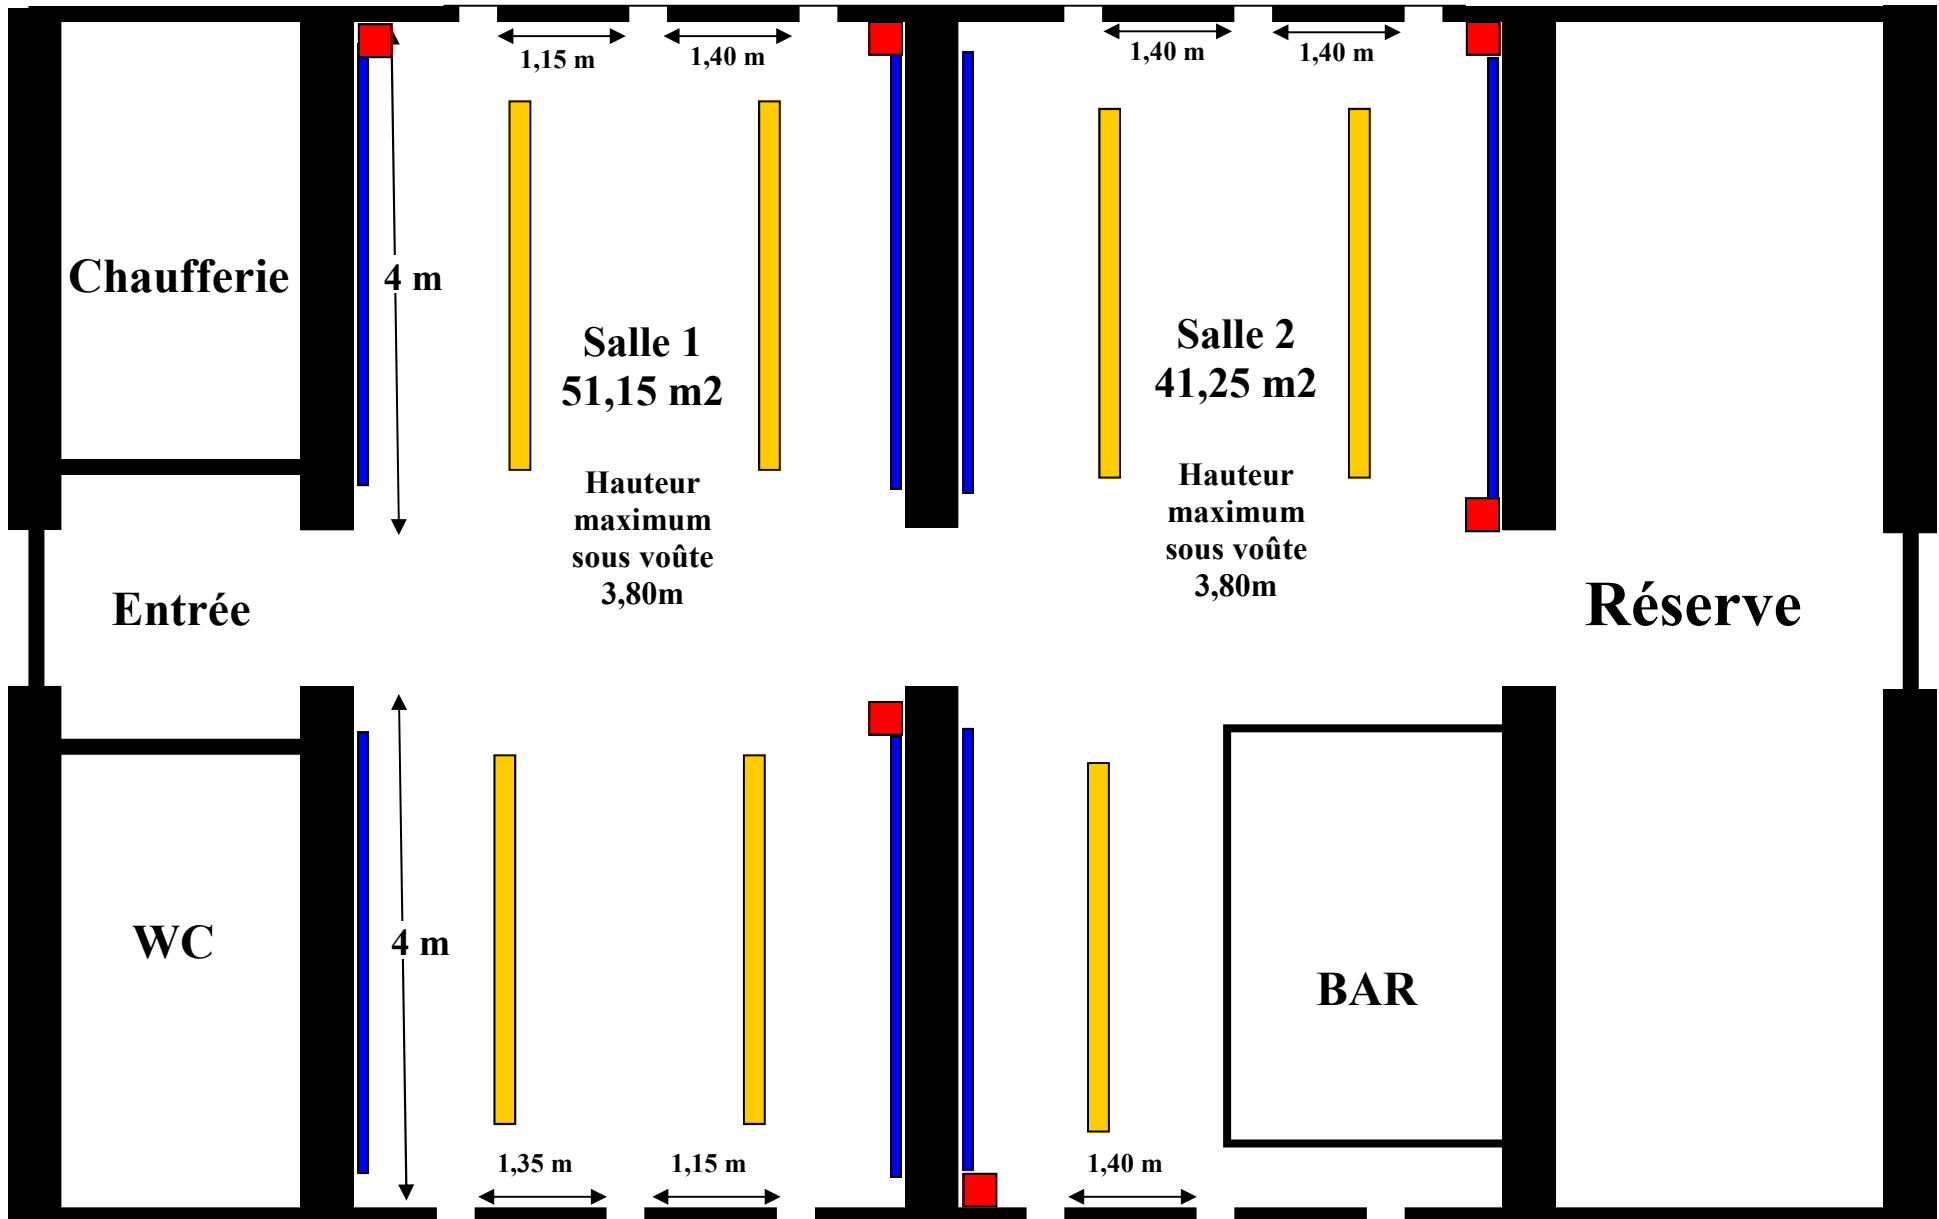 1,15 m
1,40 m
1,40 m
1,40 m
Chaufferie
4 m
Salle 1
51,15 m2
Hauteur
maximum
sous voûte
3,80m
Salle 2
41,25 m2
Hauteur
maximum
sous voûte
3,80m
Entrée
Réserve
WC
4 m
BAR
1,35 m
1,15 m
1,40 m